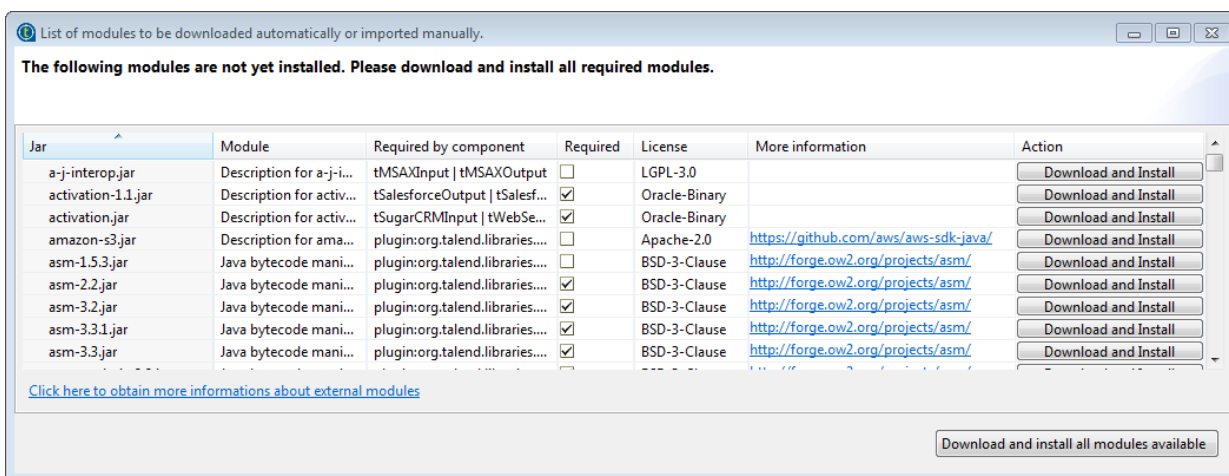 List of modules to be downloaded automatically or imported manually.
The following modules are not yet installed. Please download and install all required modules.
Jar Module Required by component Required License More information Action
a-j-interop.jar Description for a-j-i... tMSAXInput | tMSAXOutput LGPL-3.0 Download and Install
activation-1.1.jar Description for activ... tSalesforceOutput | tSalesf... Oracle-Binary Download and Install
activation.jar Description for activ... tSugarCRMInput | tWebSe... Oracle-Binary Download and Install
amazon-s3.jar Description for ama... plugin:org.talend.libraries.... Apache-2.0 https://github.com/aws/aws-sdk-java/ Download and Install
asm-1.5.3.jar Java bytecode mani... plugin:org.talend.libraries.... BSD-3-Clause http://forge.ow2.org/projects/asm/ Download and Install
asm-2.2.jar Java bytecode mani... plugin:org.talend.libraries.... BSD-3-Clause http://forge.ow2.org/projects/asm/ Download and Install
asm-3.2.jar Java bytecode mani... plugin:org.talend.libraries.... BSD-3-Clause http://forge.ow2.org/projects/asm/ Download and Install
asm-3.3.1.jar Java bytecode mani... plugin:org.talend.libraries.... BSD-3-Clause http://forge.ow2.org/projects/asm/ Download and Install
asm-3.3.jar Java bytecode mani... plugin:org.talend.libraries.... BSD-3-Clause http://forge.ow2.org/projects/asm/ Download and Install
Click here to obtain more informations about external modules
Download and install all modules available